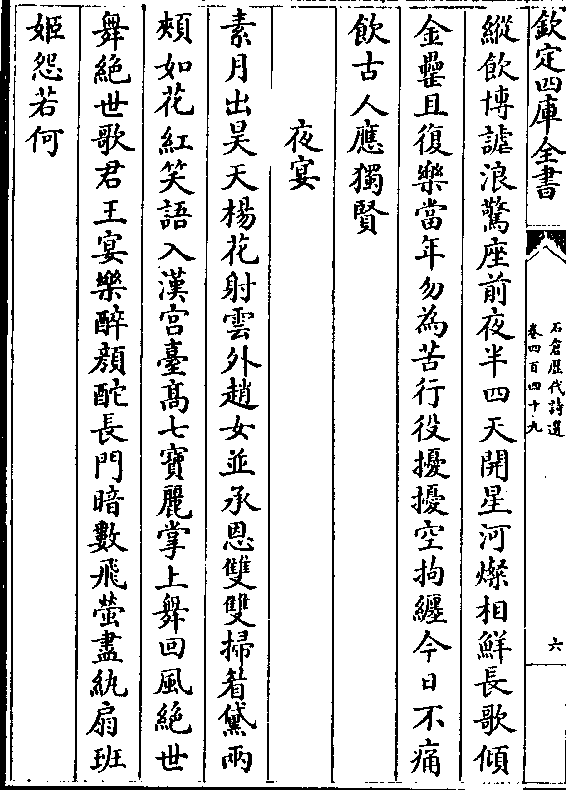 欽定四庫全書
石倉歷代詩選
卷四百四十九
六
縱飲博謔浪驚座前夜半四天開星河燦相鮮長歌傾
金罍且復樂當年勿為苦行役擾擾空拘纏今日不痛
飲古人應獨賢
夜宴
素月出昊天楊花射雲外趙女並承恩雙雙掃眉黛兩
頰如花紅笑語入漢宫臺髙七寶麗掌上舞回風絶世
舞絶世歌君王宴樂醉顔酡長門暗數飛螢盡紈扇班
姬怨若何